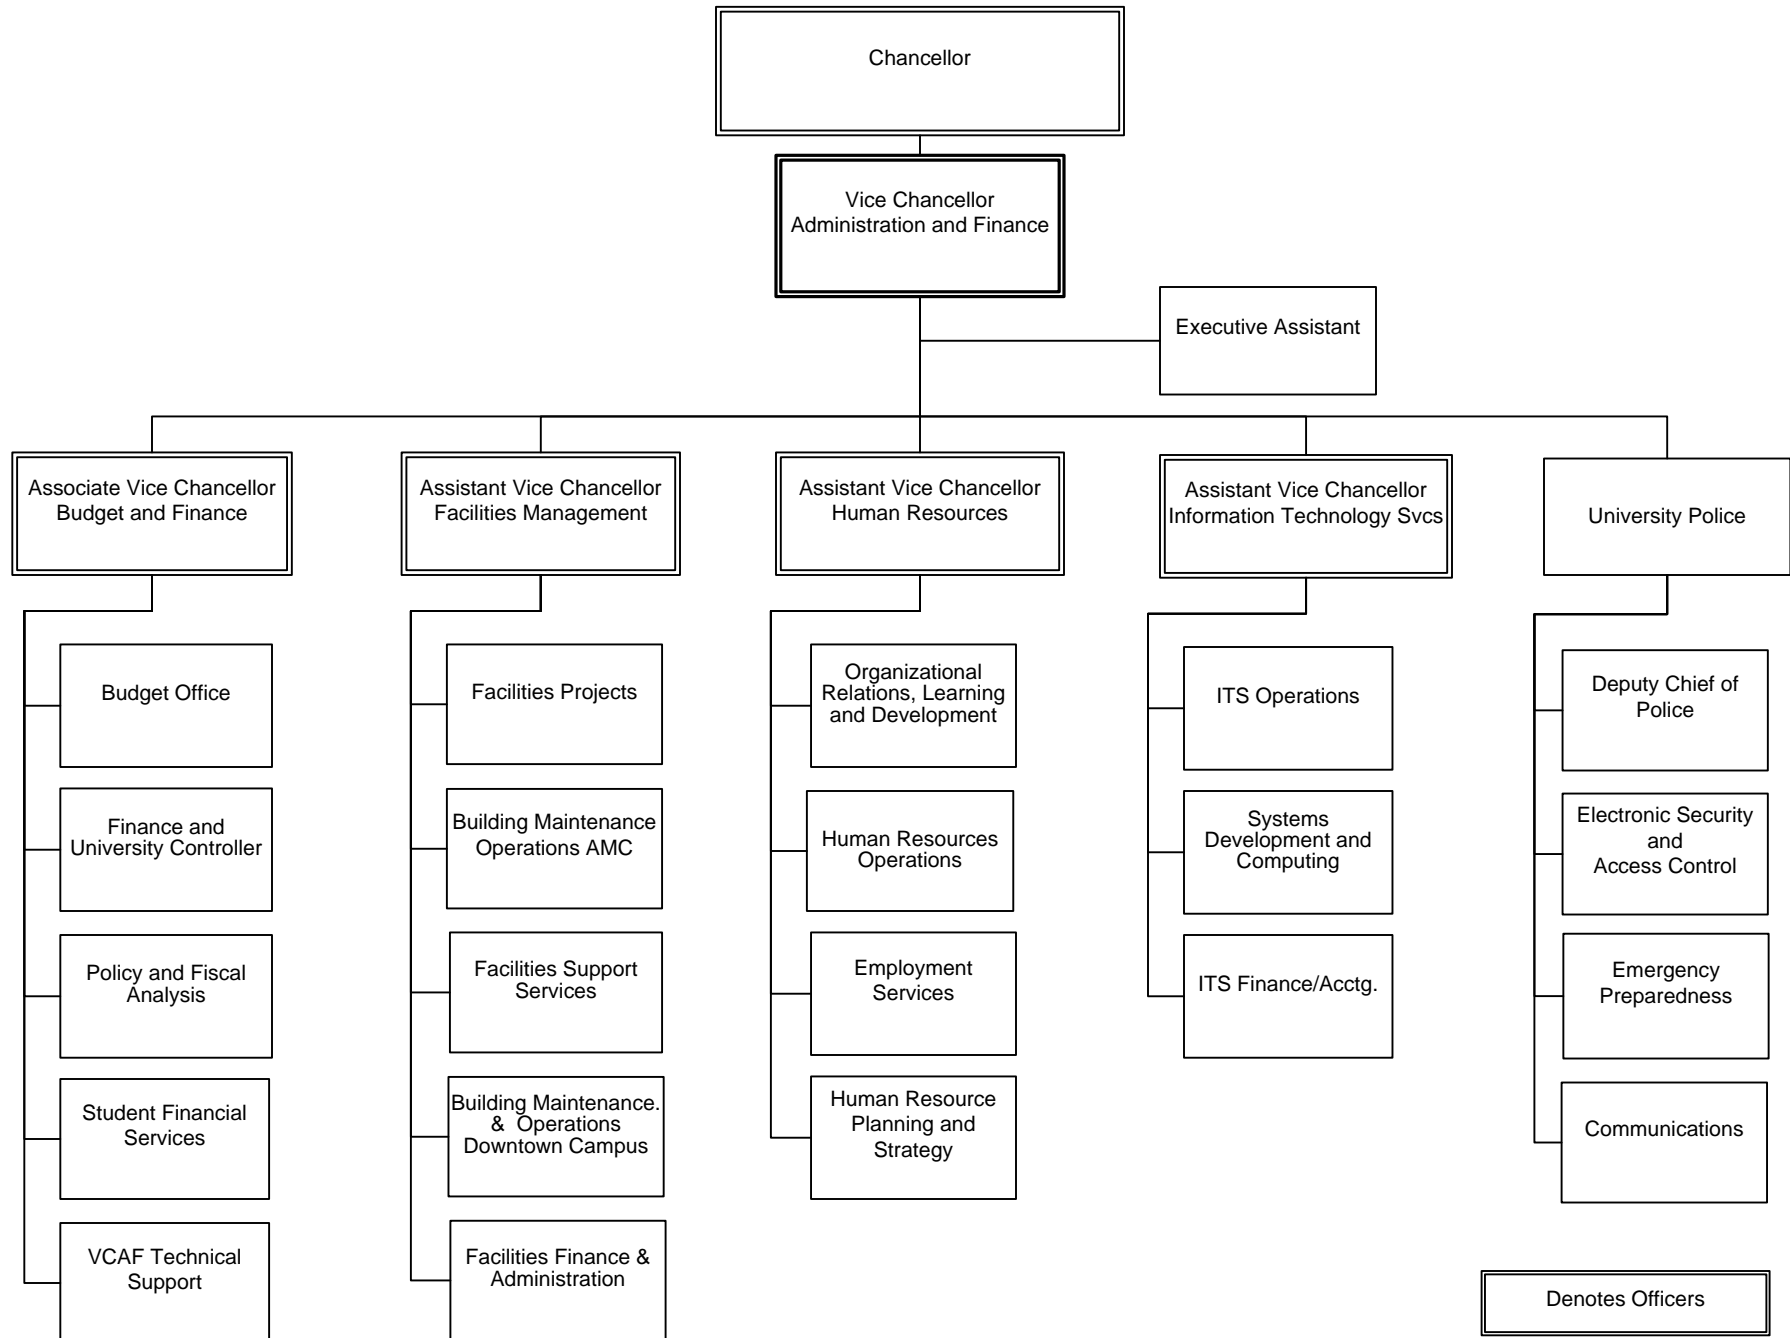 Chancellor
Vice Chancellor
Administration and Finance
Executive Assistant
Associate Vice Chancellor
Budget and Finance
Assistant Vice Chancellor
Facilities Management
Assistant Vice Chancellor
Human Resources
Assistant Vice Chancellor
Information Technology Svcs
University Police
Budget Office
Finance and
University Controller
Policy and Fiscal
Analysis
Student Financial
Services
VCAF Technical
Support
Facilities Projects
Building Maintenance
Operations AMC
Facilities Support
Services
Building Maintenance.
& Operations
Downtown Campus
Facilities Finance &
Administration
Organizational
Relations, Learning
and Development
Human Resources
Operations
Employment
Services
Human Resource
Planning and
Strategy
ITS Operations
Systems
Development and
Computing
ITS Finance/Acctg.
Deputy Chief of
Police
Electronic Security
and
Access Control
Emergency
Preparedness
Communications
Denotes Officers